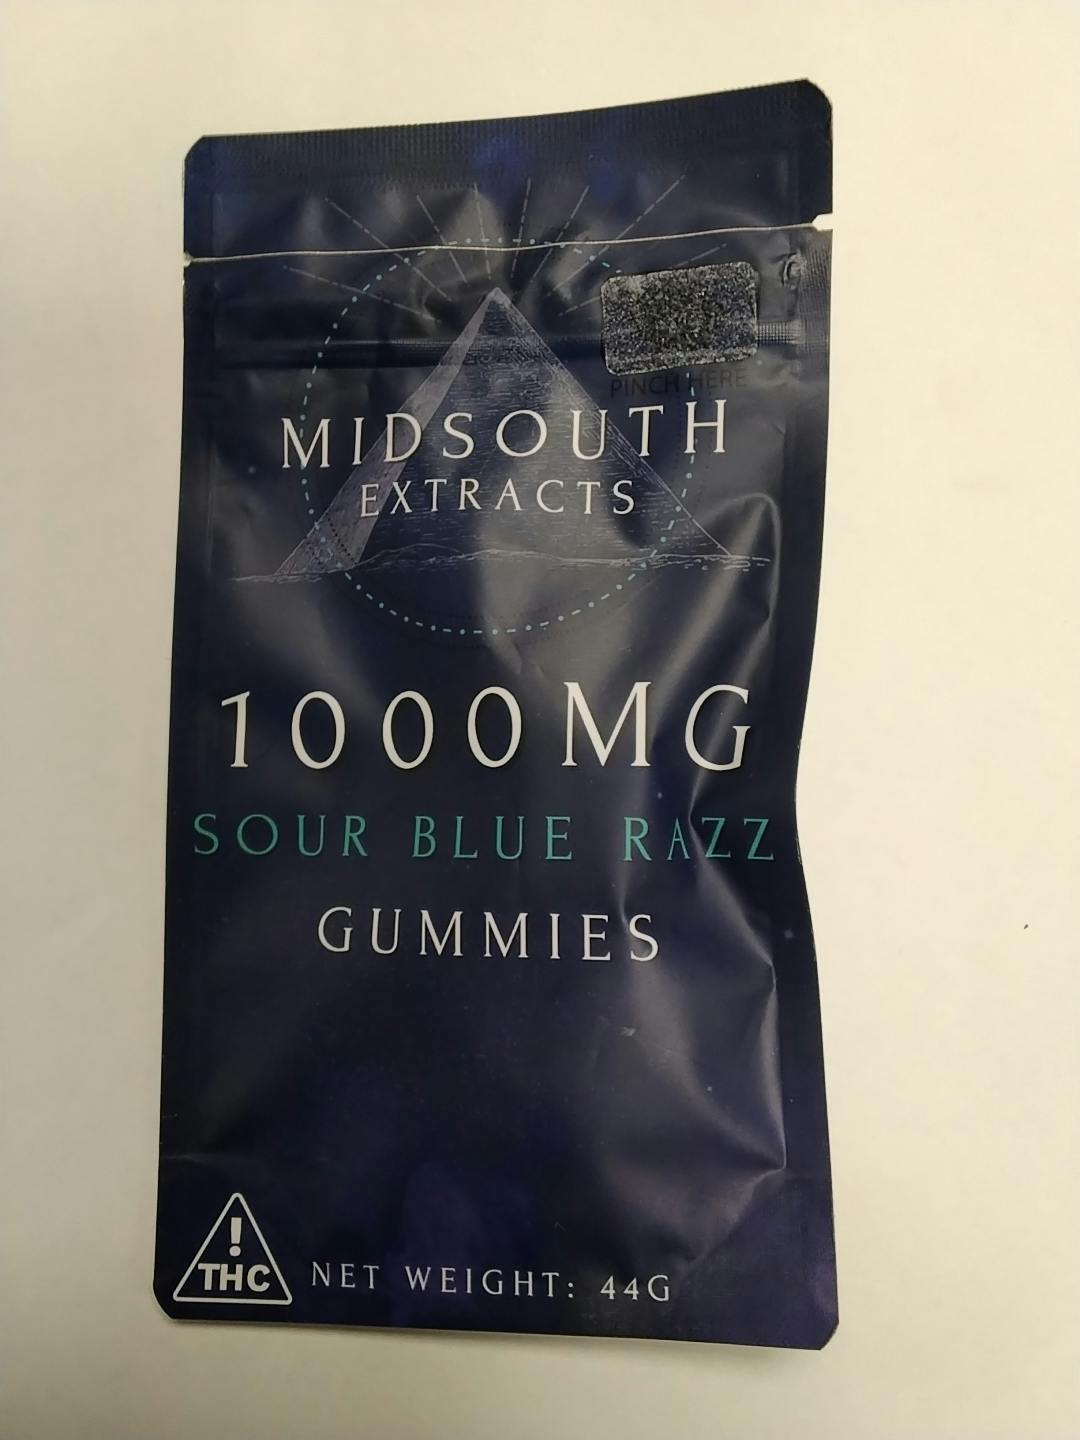 PINCH HERE
MIDSOUTH
EXTRACTS
1000MG
SOUR BLUE RAZZ
GUMMIES
!
THC
NET WEIGHT: 44G